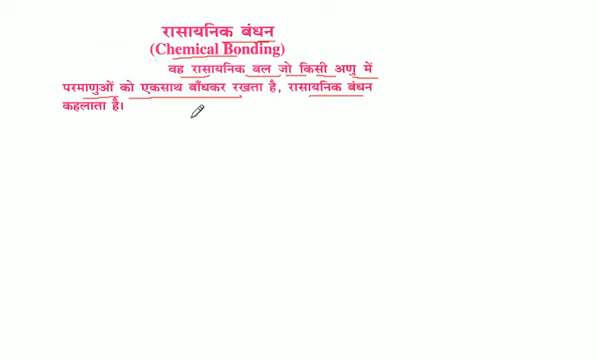 रासायनिक बंधन
(Chemical Bonding)
वह रासायनिक बल जो किसी अणु में
परमाणुओं को एकसाथ बाँधकर रखता है, रासायनिक बंधन
कहलाता है।